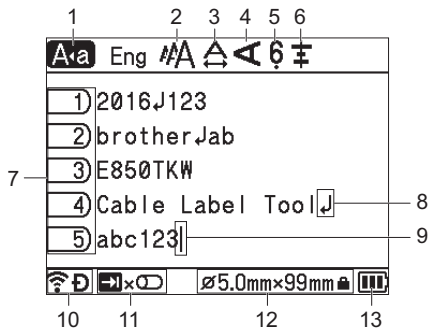 1 2 3 4 5 6
A◂a Eng A A A 6
7
1 2016↲123
2 brother↲ab
3 E850TKW
4 Cable Label Tool↲ 8
5 abc123 9
Ð × ø5.0mm×99mm
10 11 12 13